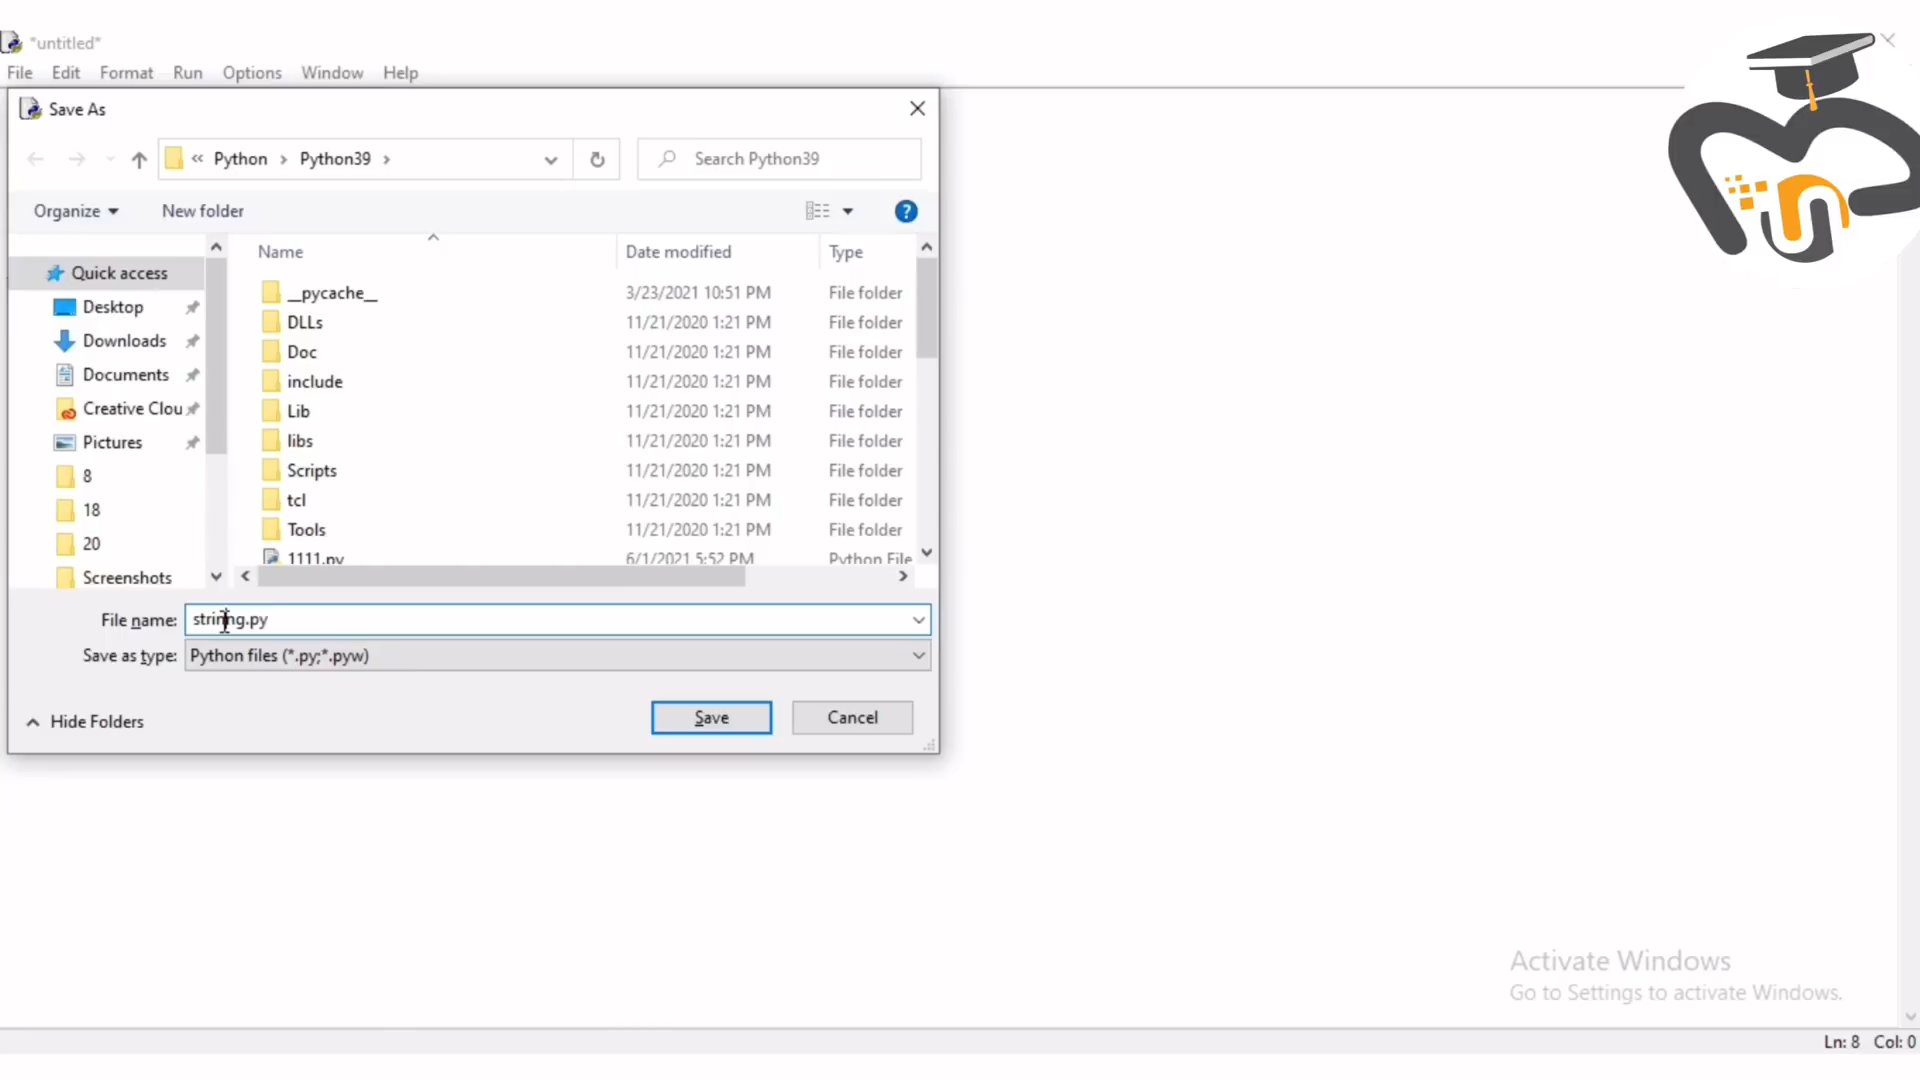 *untitled*
File Edit Format Run Options Window Help
Save As
« Python › Python39 ›
Search Python39
Organize
New folder
Name Date modified Type
Quick access
Desktop
Downloads
Documents
Creative Clou
Pictures
8
18
20
Screenshots
__pycache__ 3/23/2021 10:51 PM File folder
DLLs 11/21/2020 1:21 PM File folder
Doc 11/21/2020 1:21 PM File folder
include 11/21/2020 1:21 PM File folder
Lib 11/21/2020 1:21 PM File folder
libs 11/21/2020 1:21 PM File folder
Scripts 11/21/2020 1:21 PM File folder
tcl 11/21/2020 1:21 PM File folder
Tools 11/21/2020 1:21 PM File folder
1111.py 6/1/2021 5:52 PM Python File
File name:
Save as type: Python files (*.py;*.pyw)
Hide Folders
Save
Cancel
Activate Windows
Go to Settings to activate Windows.
Ln: 8 Col: 0